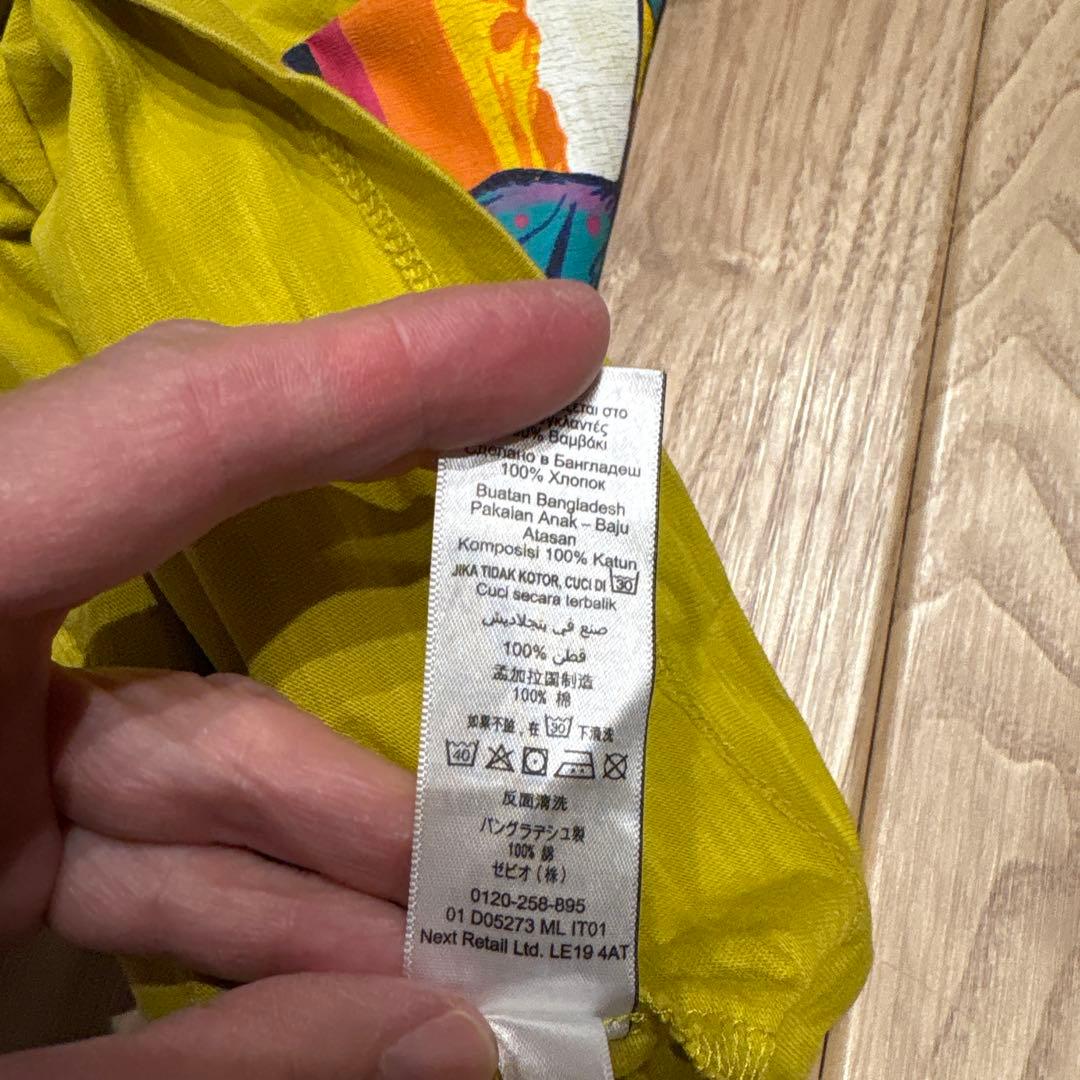 στο
Βαμβάκι
Сделано в Бангладеш
100% Хлопок
Buatan Bangladesh
Pakaian Anak – Baju
Atasan
Komposisi 100% Katun
JIKA TIDAK KOTOR, CUCI DI 30
Cuci secara terbalik
صنع في بنجلاديش
100% قطن
孟加拉国制造
100% 棉
如果不脏，在 30 下清洗
40
反面清洗
バングラデシュ製
100% 綿
ゼビオ（株）
0120-258-895
01 D05273 ML IT01
Next Retail Ltd. LE19 4AT